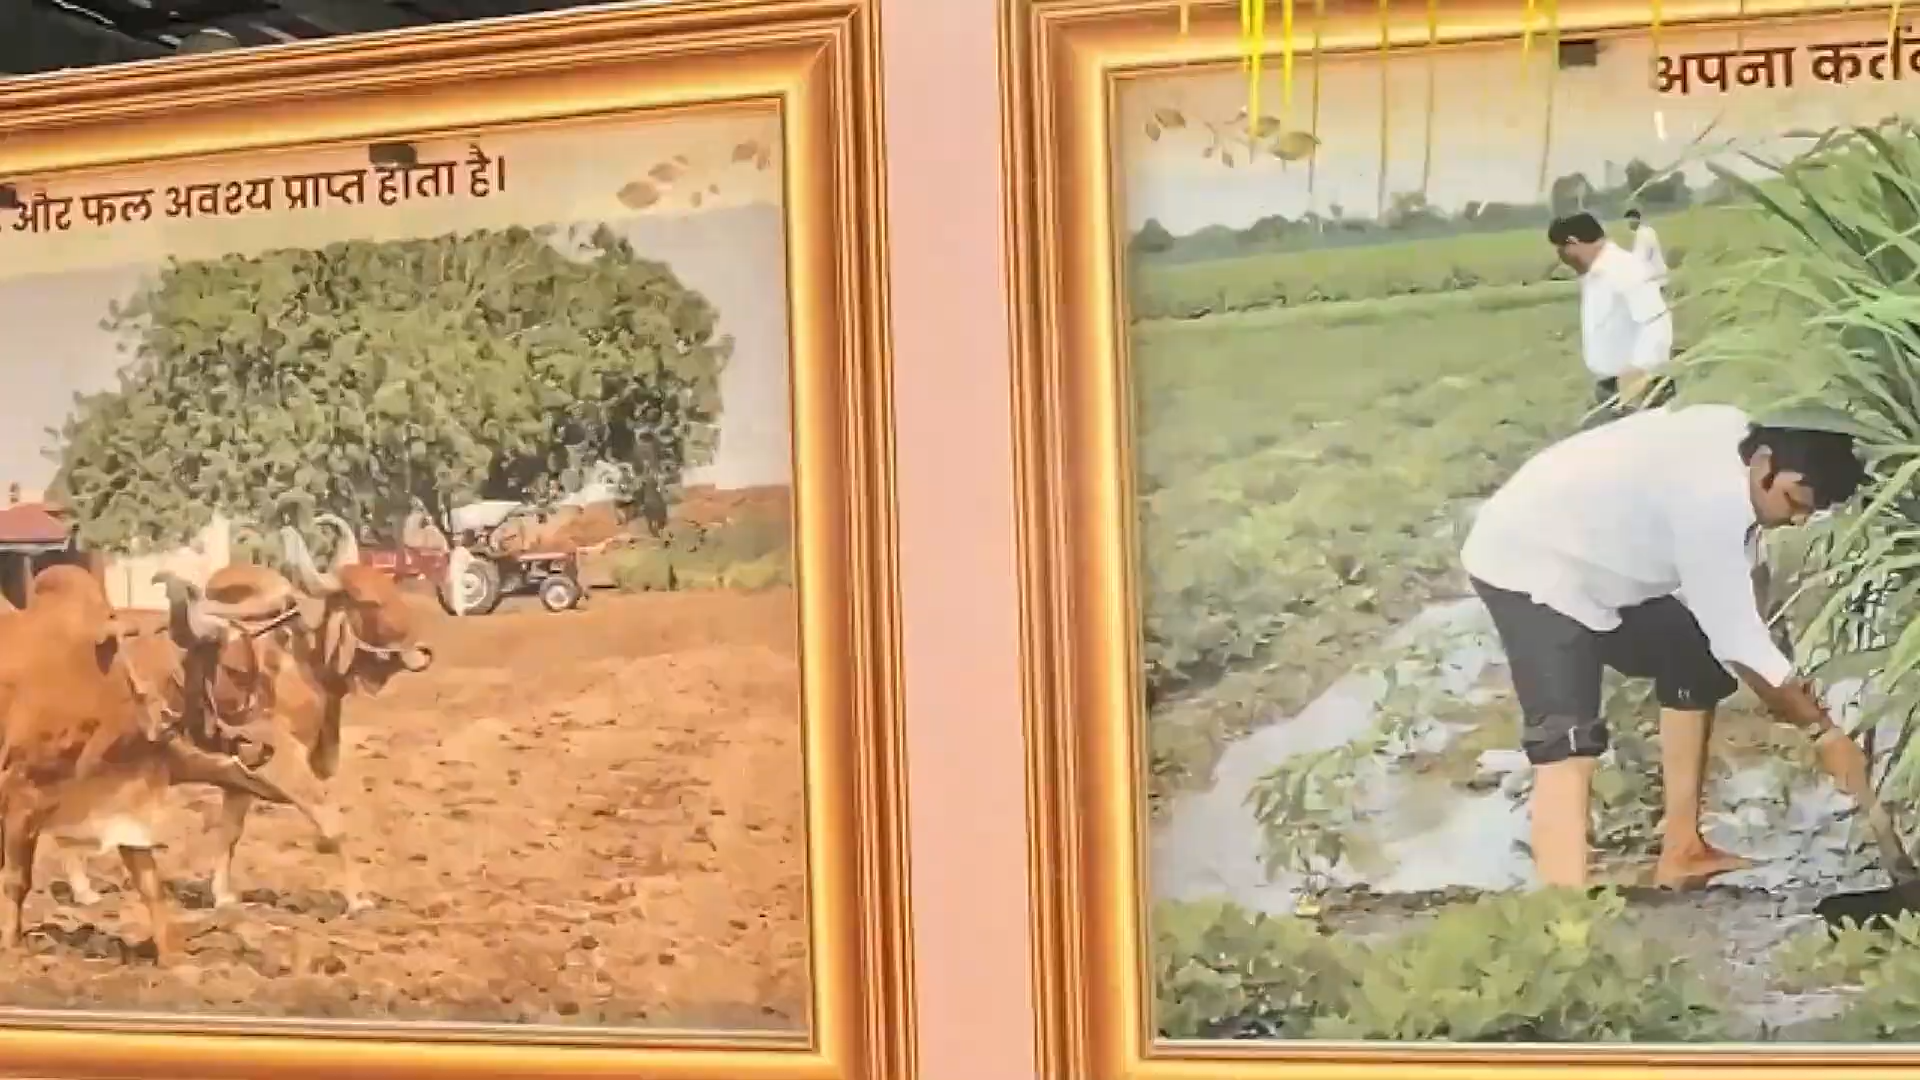 और फल अवश्य प्राप्त होता है।
अपना